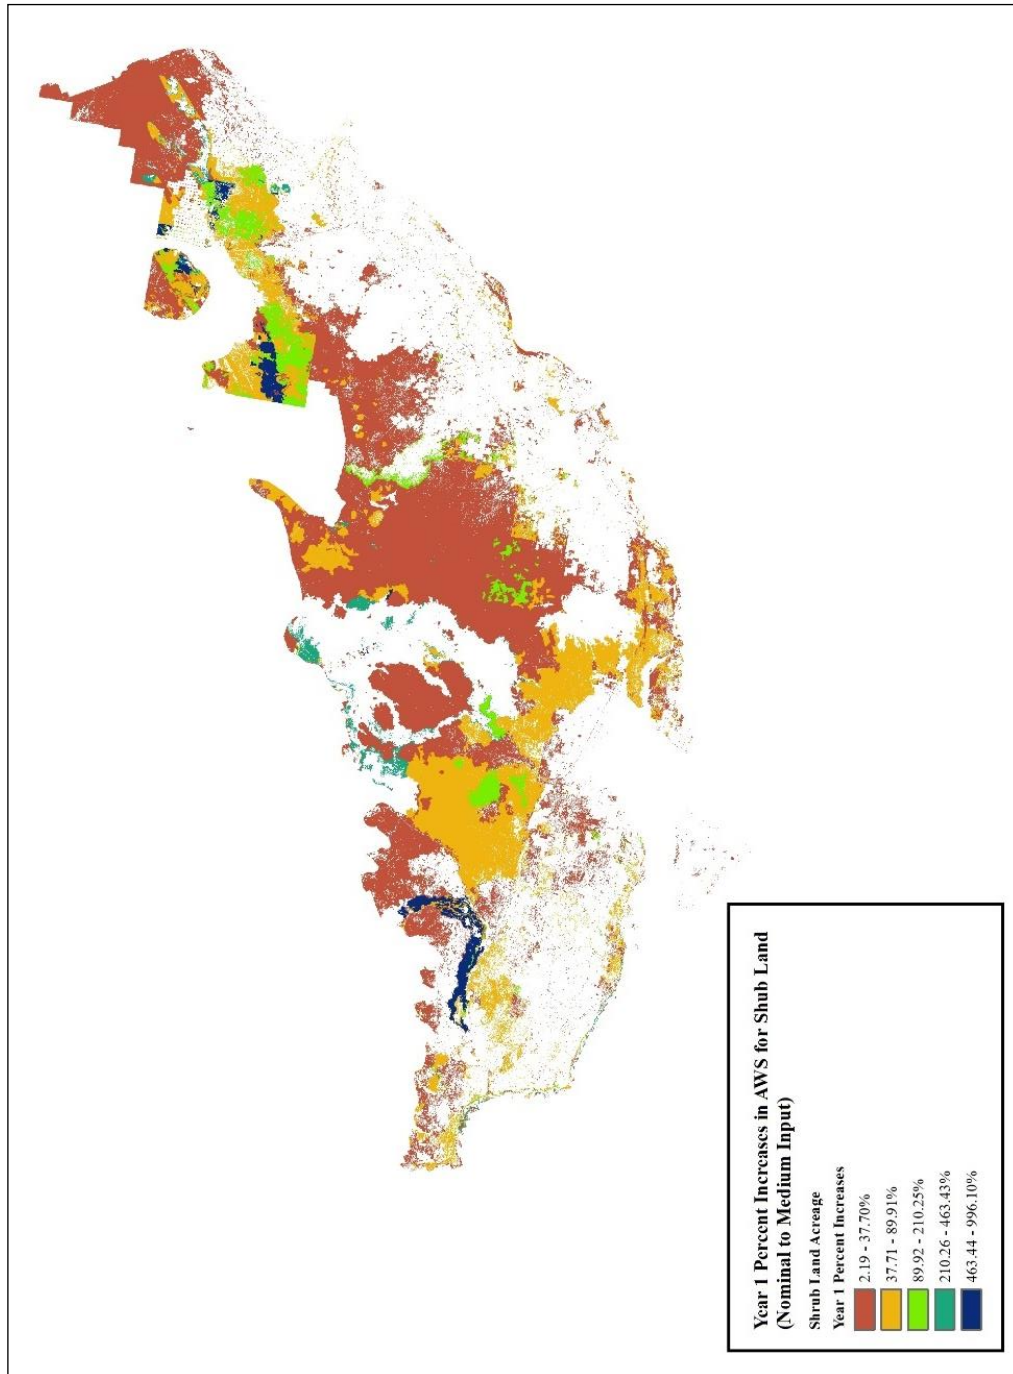 Year 1 Percent Increases in AWS for Shub Land
(Nominal to Medium Input)
Shrub Land Acreage
Year 1 Percent Increases
2.19 - 37.70%
37.71 - 89.91%
89.92 - 210.25%
210.26 - 463.43%
463.44 - 996.10%